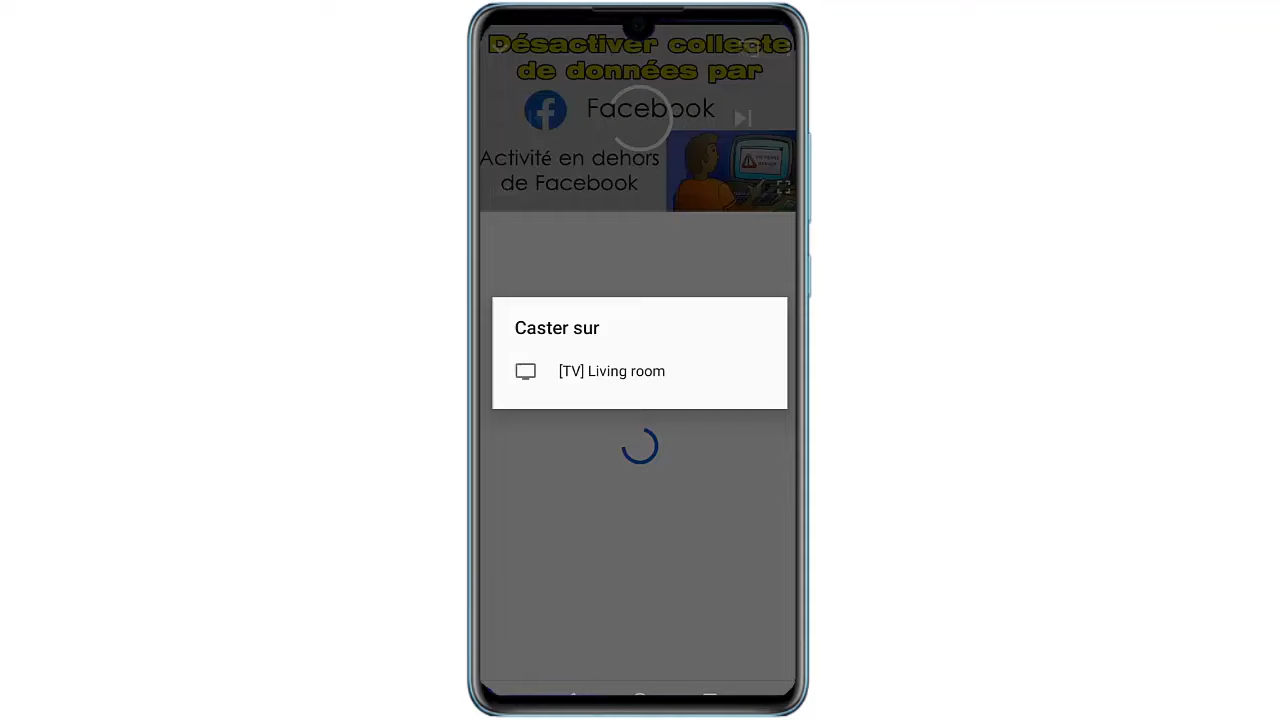 Désactiver collecte
de données par
Facebook
Activité en dehors
de Facebook
Caster sur
[TV] Living room